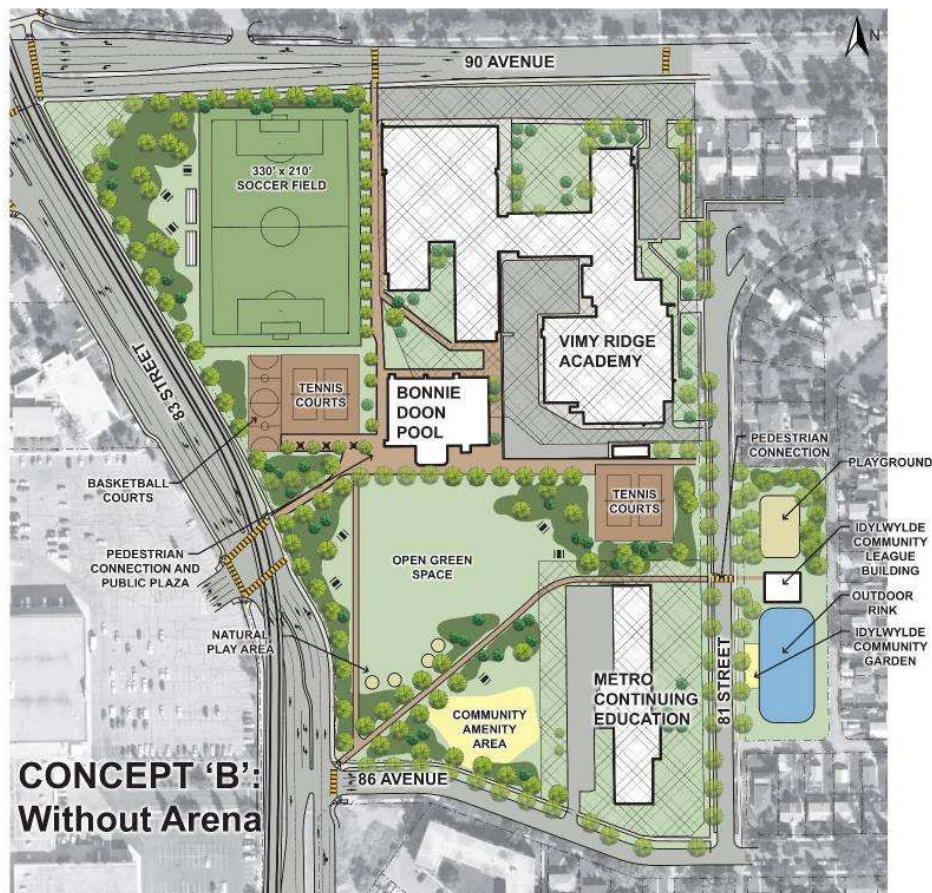 N
90 AVENUE
330' x 210'
SOCCER FIELD
83 STREET
VIMY RIDGE
ACADEMY
TENNIS
COURTS
BONNIE
DOON
POOL
PEDESTRIAN
CONNECTION
PLAYGROUND
BASKETBALL
COURTS
TENNIS
COURTS
IDYLWYLDE
COMMUNITY
LEAGUE
BUILDING
PEDESTRIAN
CONNECTION AND
PUBLIC PLAZA
OPEN GREEN
SPACE
OUTDOOR
RINK
NATURAL
PLAY AREA
IDYLWYLDE
COMMUNITY
GARDEN
81 STREET
METRO
CONTINUING
EDUCATION
COMMUNITY
AMENITY
AREA
CONCEPT 'B':
Without Arena
86 AVENUE